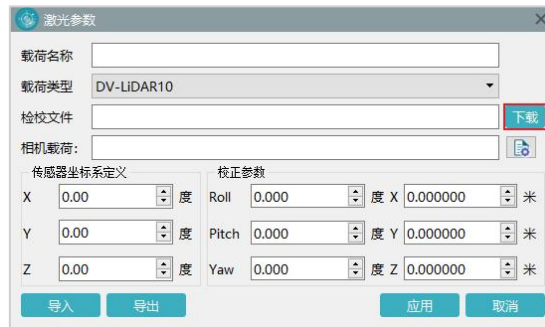 激光参数
载荷名称
载荷类型 DV-LiDAR10
检校文件 下载
相机载荷:
传感器坐标系定义 校正参数
X 0.00 度 Roll 0.000 度 X 0.000000 米
Y 0.00 度 Pitch 0.000 度 Y 0.000000 米
Z 0.00 度 Yaw 0.000 度 Z 0.000000 米
导入 导出 应用 取消